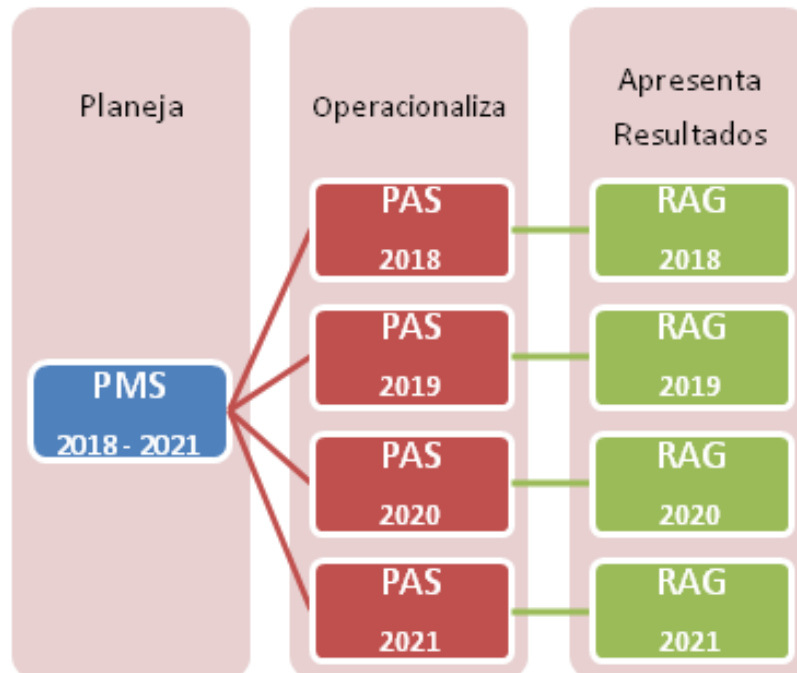 Planeja
Operacionaliza
Apresenta
Resultados
PMS
2018 - 2021
PAS
2018
PAS
2019
PAS
2020
PAS
2021
RAG
2018
RAG
2019
RAG
2020
RAG
2021